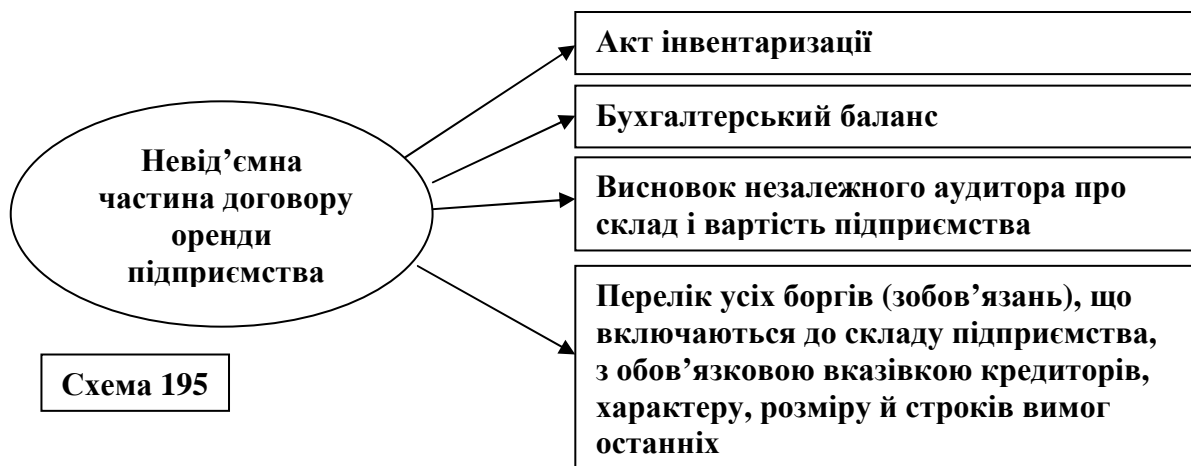 Невід’ємна
частина договору
оренди
підприємства
Акт інвентаризації
Бухгалтерський баланс
Висновок незалежного аудитора про
склад і вартість підприємства
Перелік усіх боргів (зобов’язань), що
включаються до складу підприємства,
з обов’язковою вказівкою кредиторів,
характеру, розміру й строків вимог
останніх
Схема 195